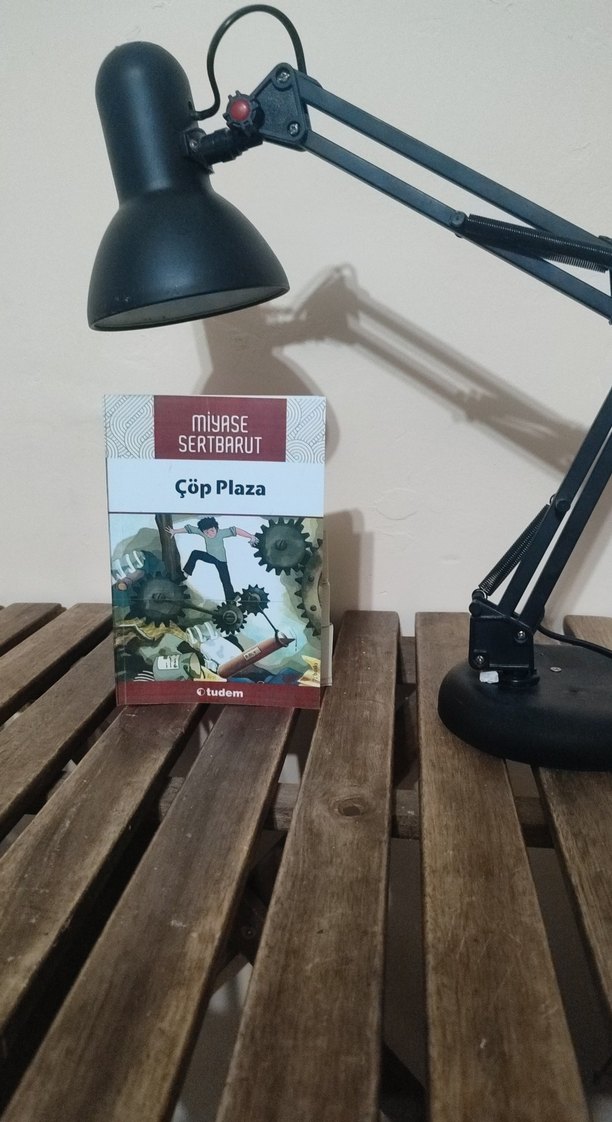 MİYASE
SERTBARUT
Çöp Plaza
tudem